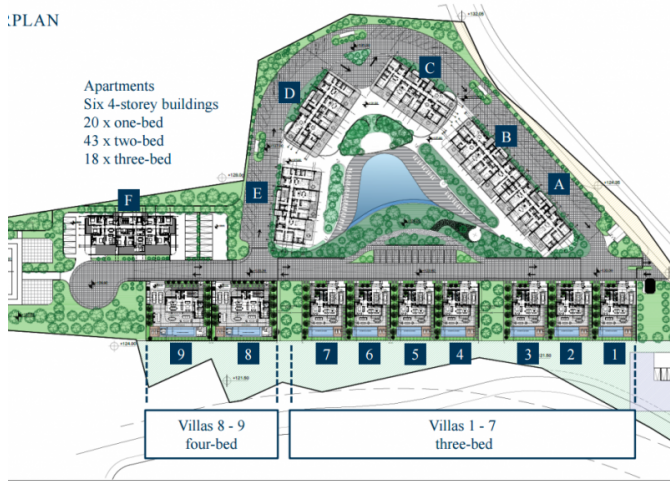 RPLAN
Apartments
Six 4-storey buildings
20 x one-bed
43 x two-bed
18 x three-bed
C
D
B
A
E
F
9
8
7
6
5
4
3
2
1
Villas 8 - 9
four-bed
Villas 1 - 7
three-bed